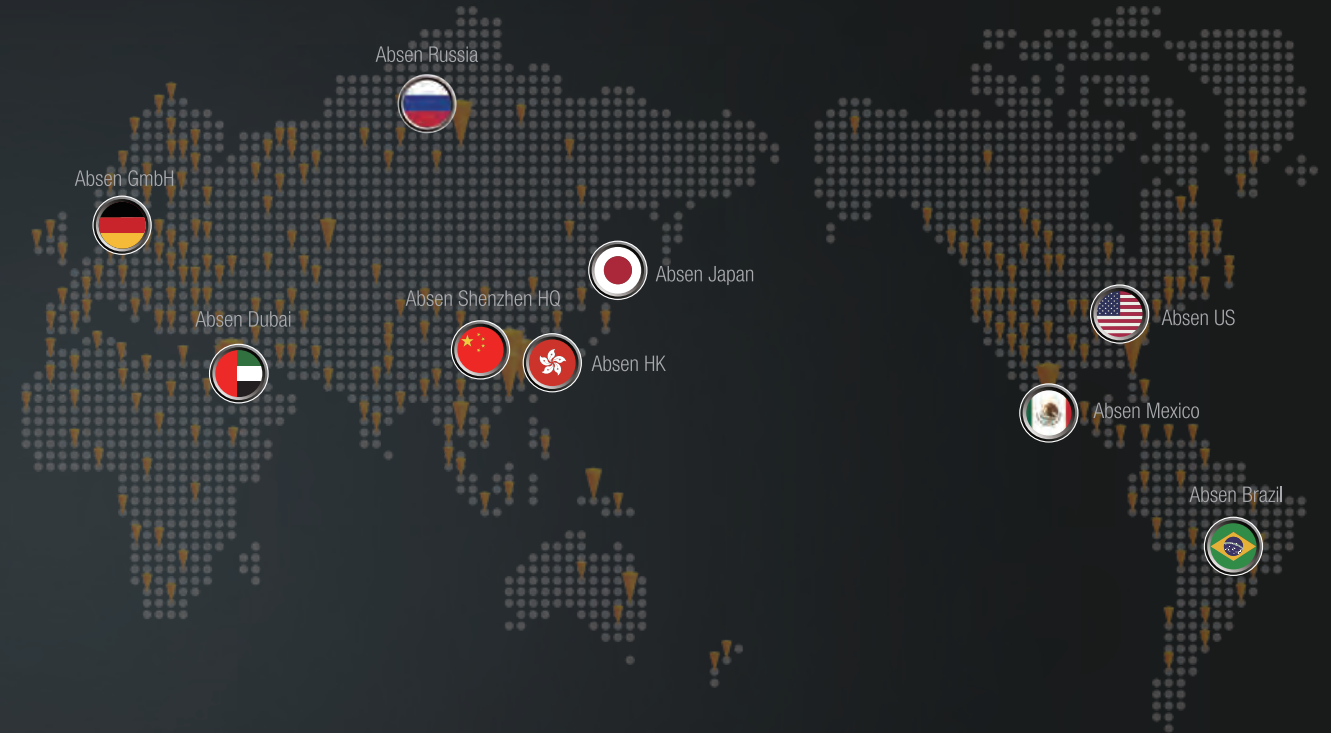 Absen Russia
Absen GmbH
Absen Japan
Absen Shenzhen HQ
Absen Dubai
Absen US
Absen HK
Absen Mexico
Absen Brazil